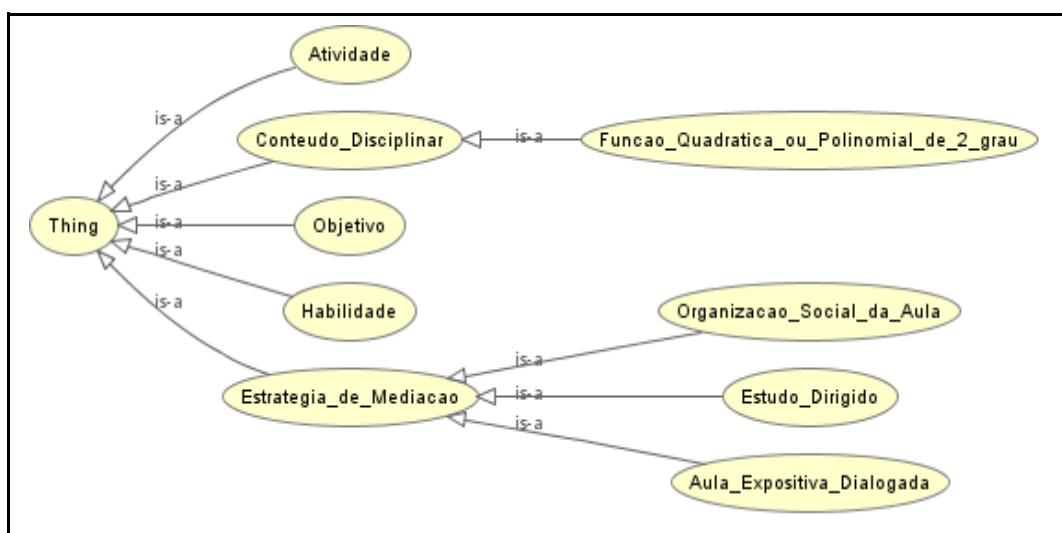 Atividade
is-a
Conteudo_Disciplinar
is-a
Funcao_Quadratica_ou_Polinomial_de_2_grau
is-a
Thing
is-a
Objetivo
is-a
Habilidade
is-a
Organizacao_Social_da_Aula
is-a
Estrategia_de_Mediacao
is-a
Estudo_Dirigido
is-a
Aula_Expositiva_Dialogada